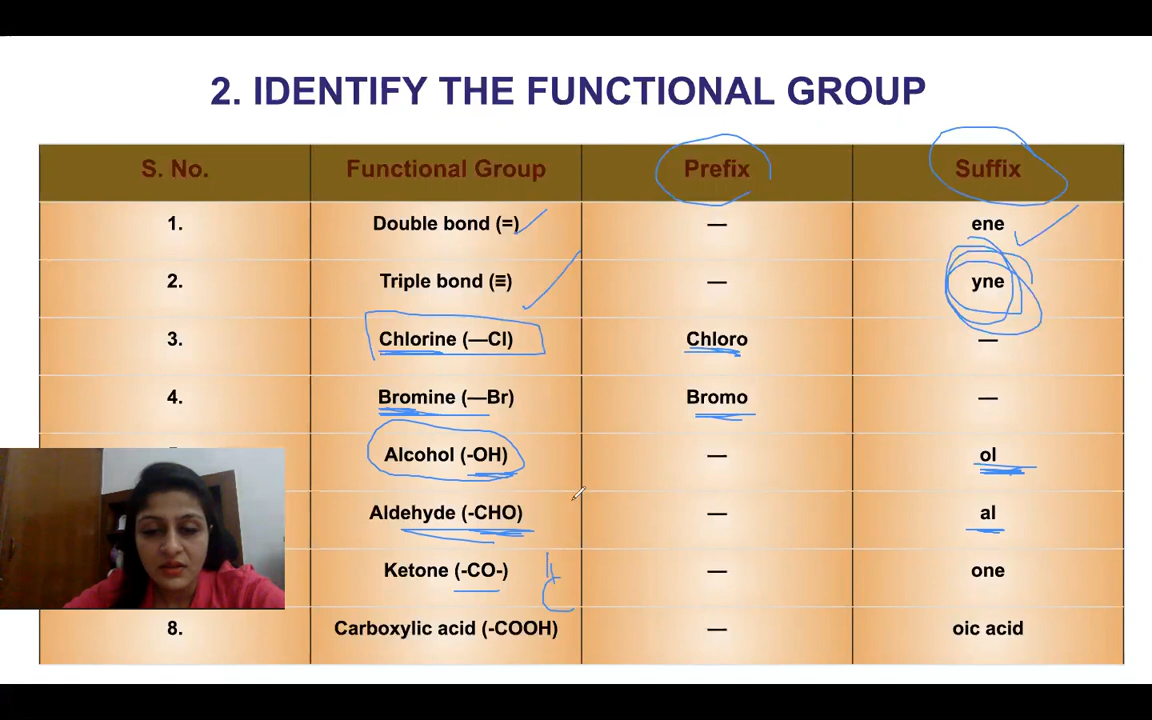 2. IDENTIFY THE FUNCTIONAL GROUP
S. No. Functional Group Prefix Suffix
1. Double bond (=) — ene
2. Triple bond (≡) — yne
3. Chlorine (—Cl) Chloro —
4. Bromine (—Br) Bromo —
Alcohol (-OH) — ol
Aldehyde (-CHO) — al
Ketone (-CO-) — one
8. Carboxylic acid (-COOH) — oic acid